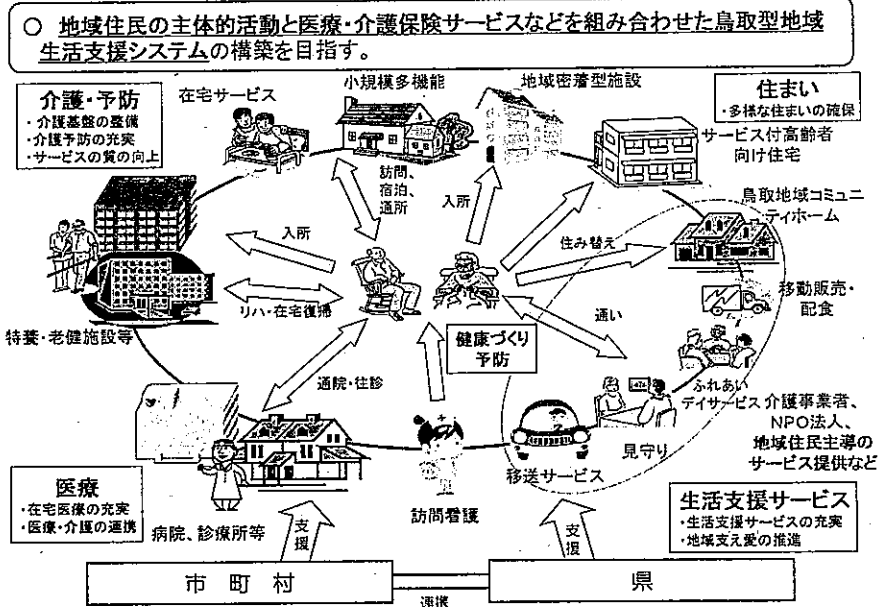 ○ 地域住民の主体的活動と医療・介護保険サービスなどを組み合わせた鳥取型地域
生活支援システムの構築を目指す。
介護・予防
・介護基盤の整備
・介護予防の充実
・サービスの質の向上
在宅サービス
小規模多機能
地域密着型施設
住まい
・多様な住まいの確保
サービス付高齢者
向け住宅
訪問、
宿泊、
通所
入所
入所
住み替え
鳥取地域コミュニ
ティホーム
移動販売・
配食
リハ・在宅復帰
特養・老健施設等
通い
健康づくり
予防
通院・往診
ふれあい
デイサービス
介護事業者、
NPO法人、
地域住民主導の
サービス提供など
見守り
移送サービス
医療
・在宅医療の充実
・医療・介護の連携
病院、診療所等
訪問看護
生活支援サービス
・生活支援サービスの充実
・地域支え愛の推進
支援
支援
市町村
県
連携